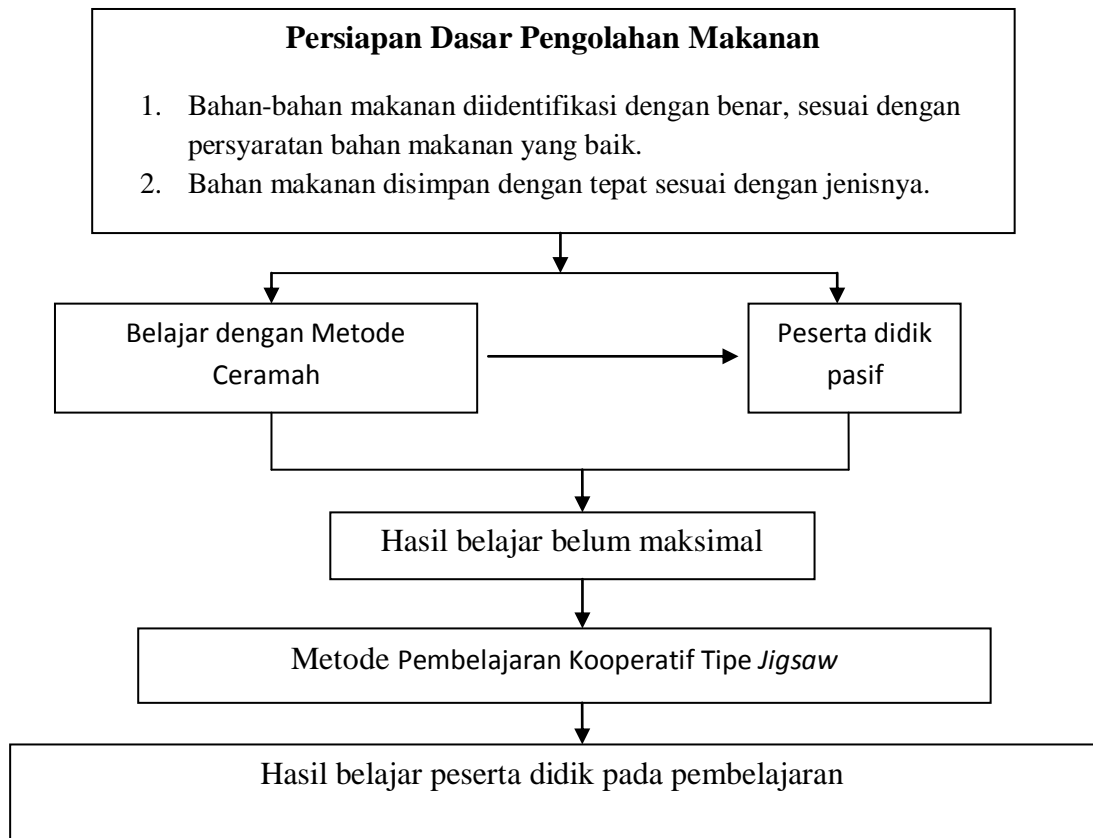 Persiapan Dasar Pengolahan Makanan
1. Bahan-bahan makanan diidentifikasi dengan benar, sesuai dengan
persyaratan bahan makanan yang baik.
2. Bahan makanan disimpan dengan tepat sesuai dengan jenisnya.
Belajar dengan Metode
Ceramah
Peserta didik
pasif
Hasil belajar belum maksimal
Metode Pembelajaran Kooperatif Tipe Jigsaw
Hasil belajar peserta didik pada pembelajaran